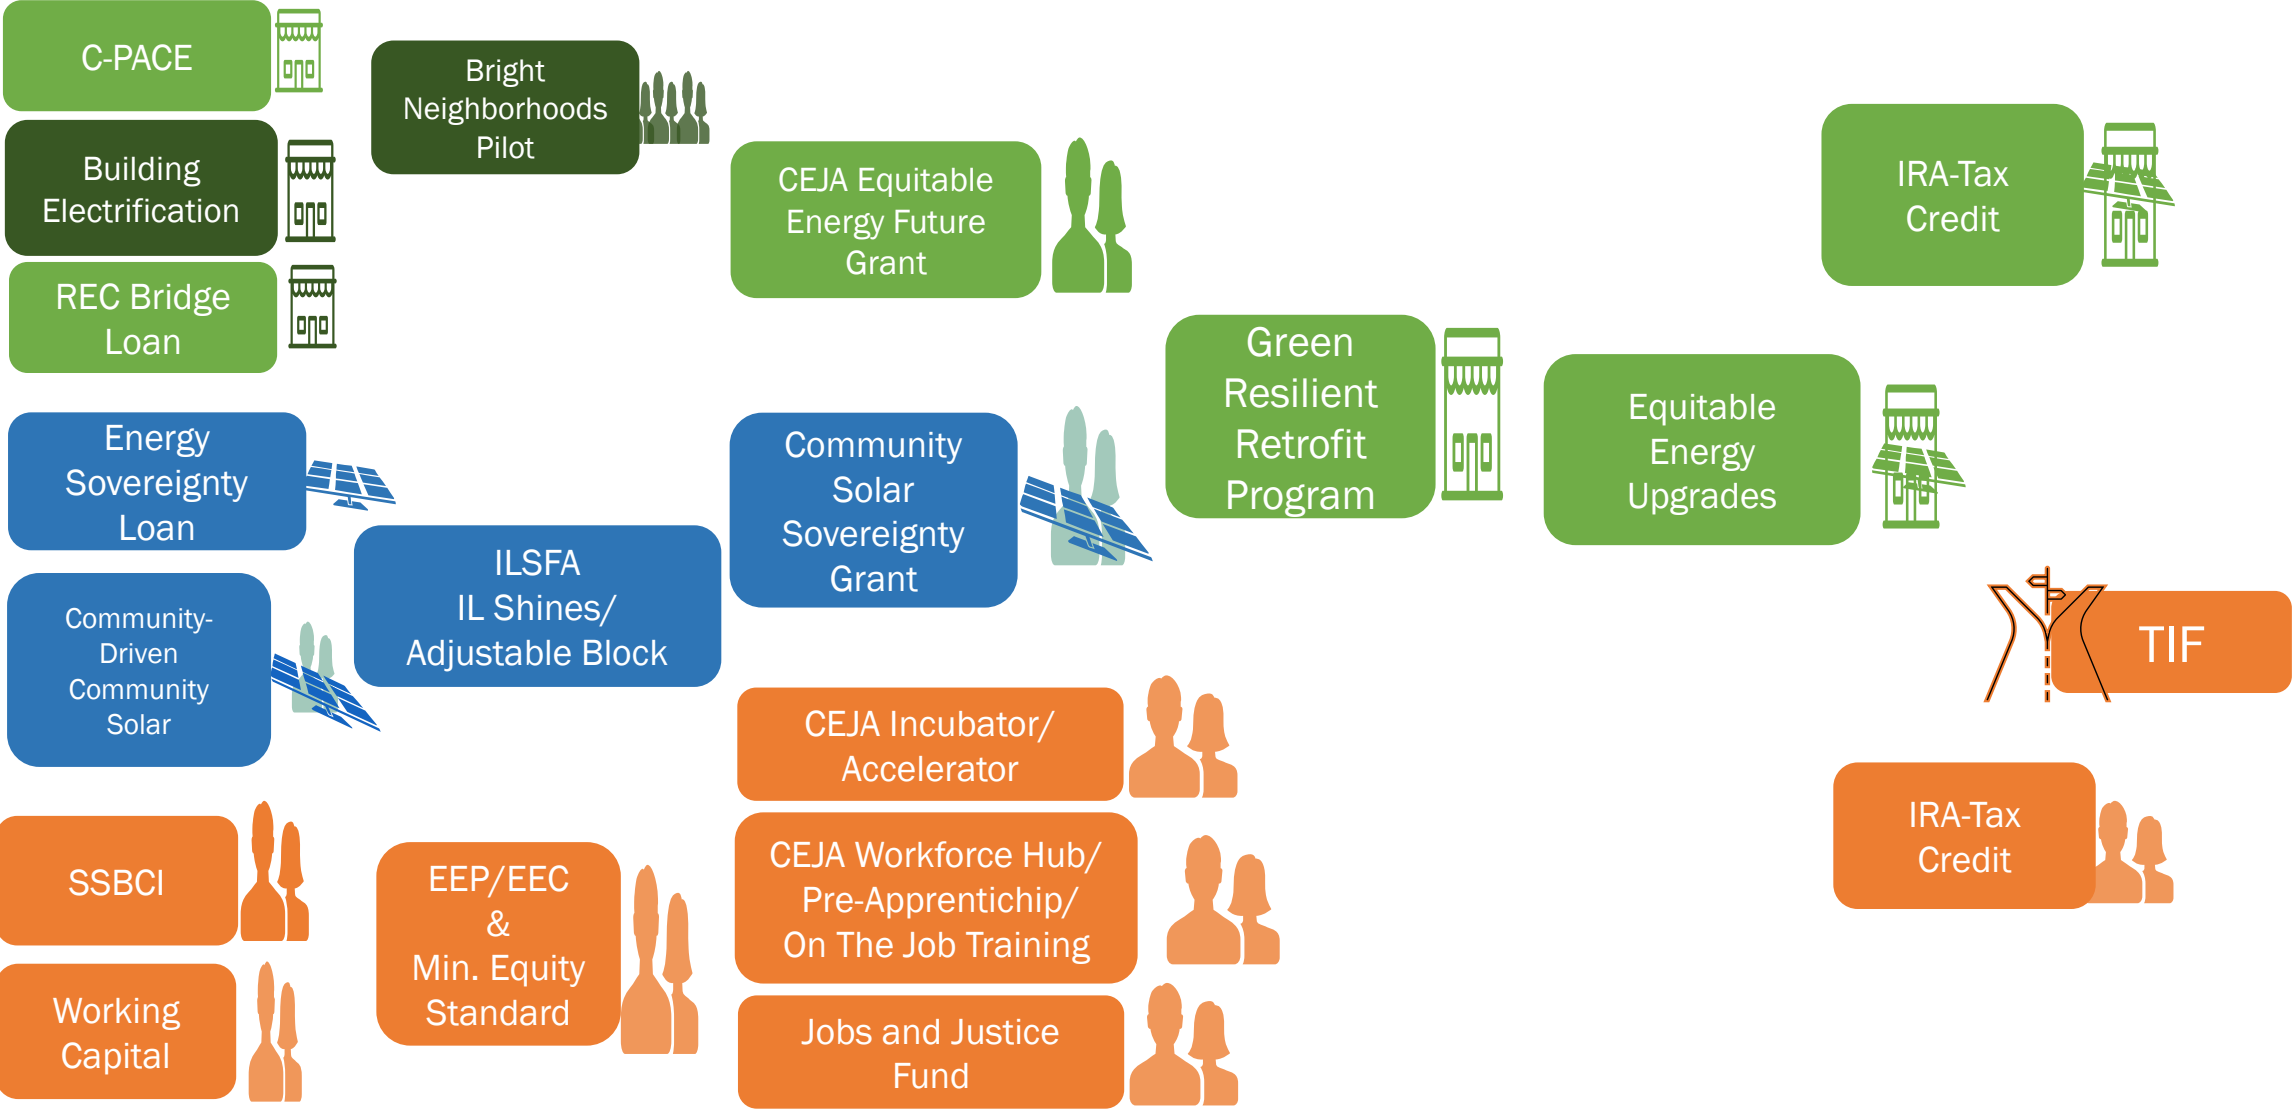 C-PACE
Building
Electrification
REC Bridge
Loan
Energy
Sovereignty
Loan
Community-
Driven
Community
Solar
SSBCI
Working
Capital
Bright
Neighborhoods
Pilot
ILSFA
IL Shines/
Adjustable Block
EEP/EEC
&
Min. Equity
Standard
CEJA Equitable
Energy Future
Grant
Community
Solar
Sovereignty
Grant
CEJA Incubator/
Accelerator
CEJA Workforce Hub/
Pre-Apprentichip/
On The Job Training
Jobs and Justice
Fund
Green
Resilient
Retrofit
Program
Equitable
Energy
Upgrades
IRA-Tax
Credit
TIF
IRA-Tax
Credit